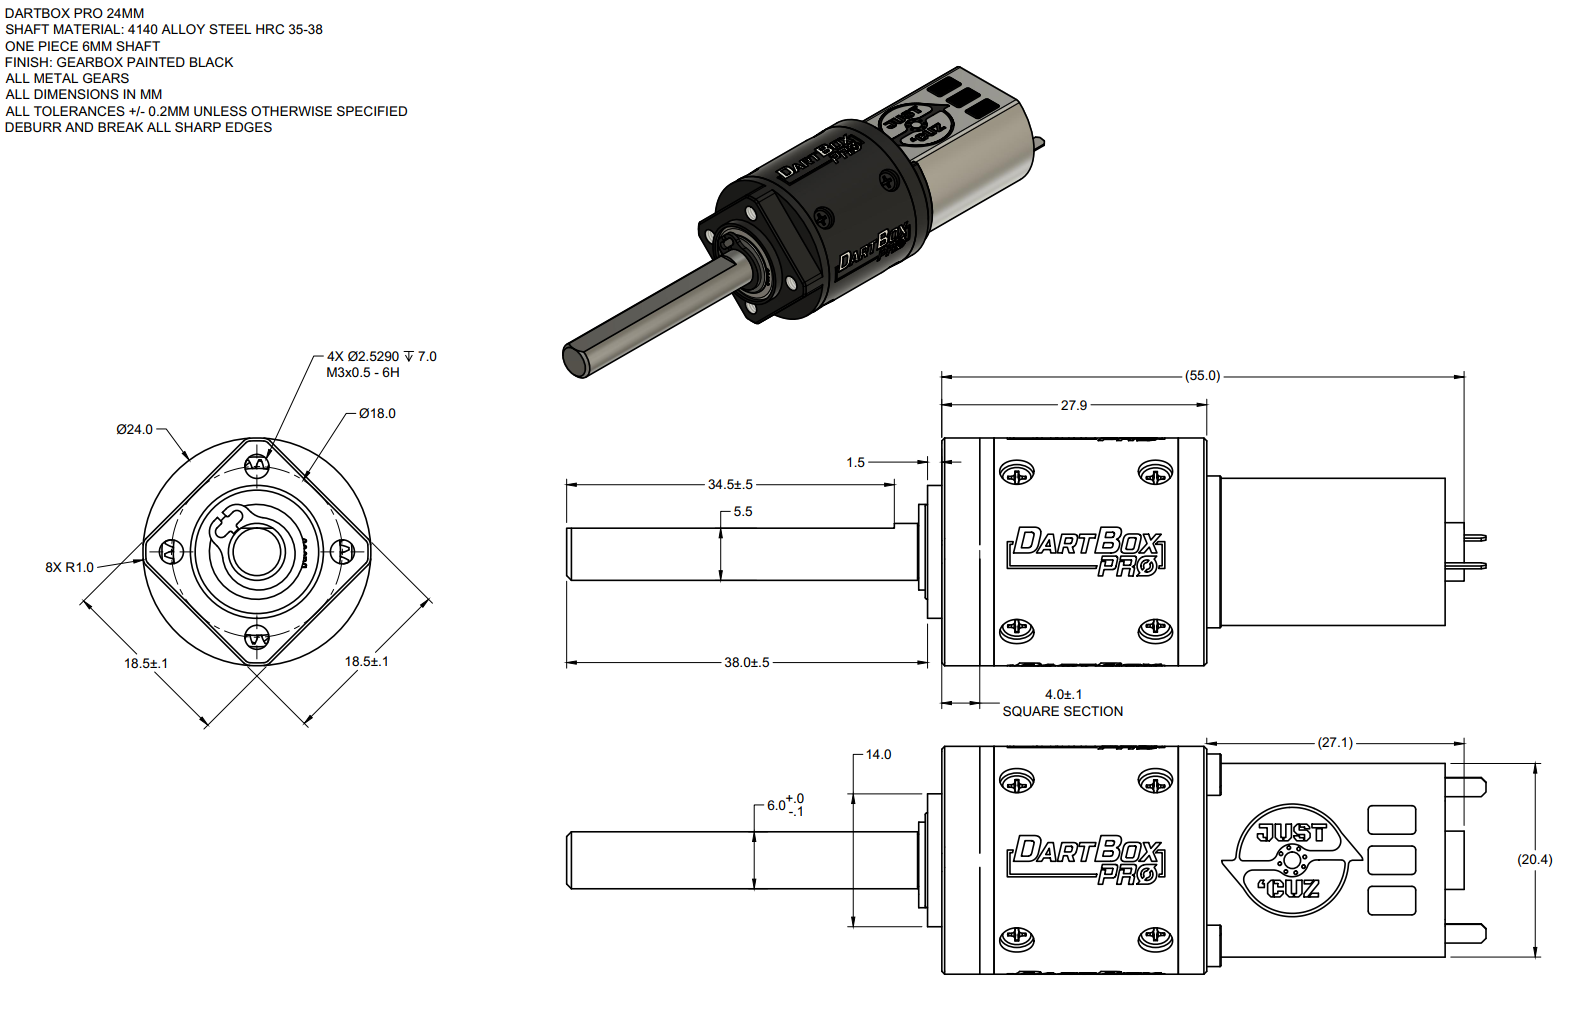 DARTBOX PRO 24MM
SHAFT MATERIAL: 4140 ALLOY STEEL HRC 35-38
ONE PIECE 6MM SHAFT
FINISH: GEARBOX PAINTED BLACK
ALL METAL GEARS
ALL DIMENSIONS IN MM
ALL TOLERANCES +/- 0.2MM UNLESS OTHERWISE SPECIFIED
DEBURR AND BREAK ALL SHARP EDGES
JUST
'CUZ
DARTBOX
PRO
DARTBOX
PRO
4X Ø2.5290 ↧ 7.0
M3x0.5 - 6H
Ø18.0
Ø24.0
8X R1.0
18.5±.1
18.5±.1
(55.0)
27.9
1.5
34.5±.5
5.5
DARTBOX
PRO
38.0±.5
4.0±.1
SQUARE SECTION
(27.1)
14.0
6.0 +.0
-.1
DARTBOX
PRO
JUST
'CUZ
(20.4)